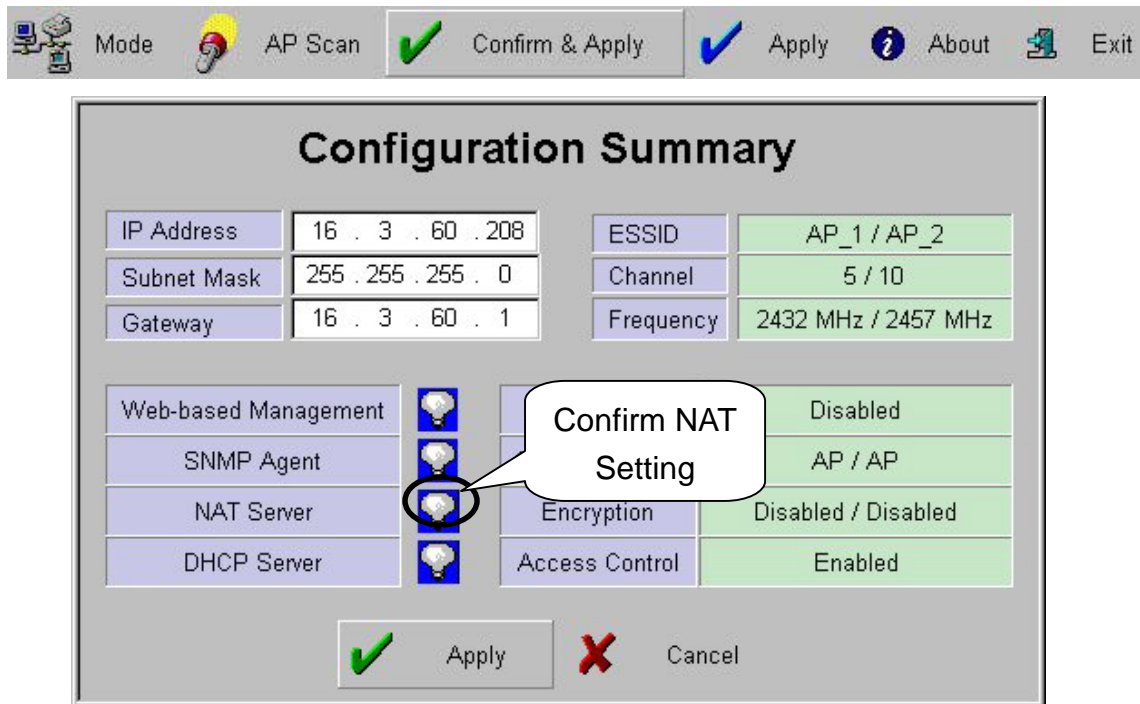 Mode AP Scan Confirm & Apply Apply About Exit
Configuration Summary
IP Address 16 . 3 . 60 . 208 ESSID AP_1 / AP_2
Subnet Mask 255 . 255 . 255 . 0 Channel 5 / 10
Gateway 16 . 3 . 60 . 1 Frequency 2432 MHz / 2457 MHz
Web-based Management Disabled
SNMP Agent AP / AP
Confirm NAT
Setting
NAT Server Encryption Disabled / Disabled
DHCP Server Access Control Enabled
Apply Cancel